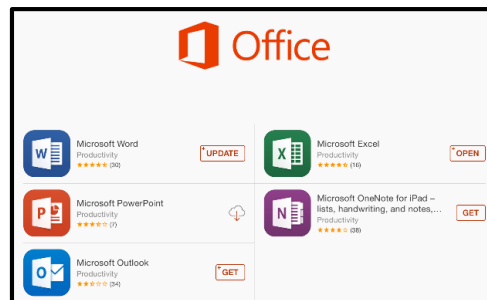 Office
Microsoft Word
Productivity
(30)
+UPDATE
Microsoft Excel
Productivity
(16)
+OPEN
Microsoft PowerPoint
Productivity
(7)
Microsoft OneNote for iPad –
lists, handwriting, and notes,...
Productivity
(38)
GET
Microsoft Outlook
Productivity
(34)
+GET
W
X
P
N
O